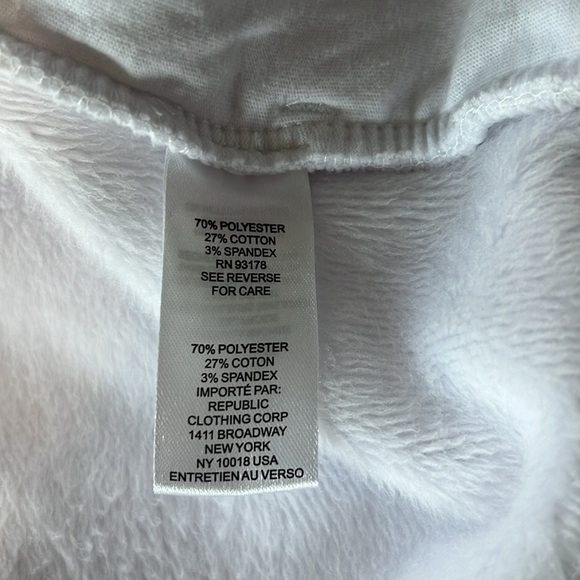 70% POLYESTER
27% COTTON
3% SPANDEX
RN 93178
SEE REVERSE
FOR CARE
70% POLYESTER
27% COTON
3% SPANDEX
IMPORTÉ PAR:
REPUBLIC
CLOTHING CORP
1411 BROADWAY
NEW YORK
NY 10018 USA
ENTRETIEN AU VERSO